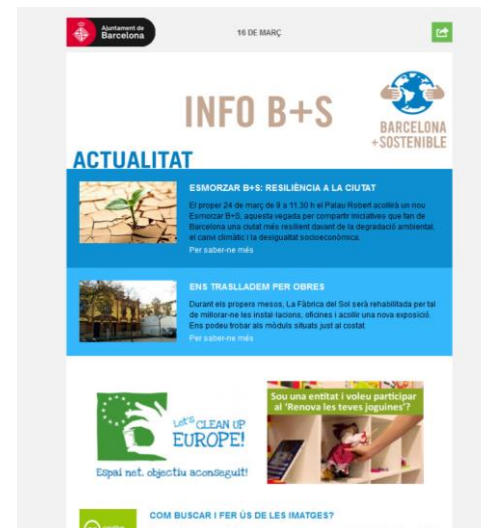 Ajuntament de
Barcelona
16 DE MARÇ
INFO B+S
BARCELONA
+SOSTENIBLE
ACTUALITAT
ESMORZAR B+S: RESILIÈNCIA A LA CIUTAT
El proper 24 de març de 9 a 11.30 h el Palau Robert acollirà un nou
Esmorzar B+S, aquesta vegada per compartir iniciatives que fan de
Barcelona una ciutat més resilient davant de la degradació ambiental,
el canvi climàtic i la desigualtat socioeconòmica.
Per saber-ne més
ENS TRASLLADEM PER OBRES
Durant els propers mesos, La Fàbrica del Sol serà rehabilitada per tal
de millorar-ne les instal·lacions, oficines i acollir una nova exposició.
Ens podeu trobar als mòduls situats just al costat
Per saber-ne més
Let's CLEAN UP
EUROPE!
Espai net, objectiu aconseguit!
Sou una entitat i voleu participar
al 'Renova les teves joguines'?
COM BUSCAR I FER ÚS DE LES IMATGES?